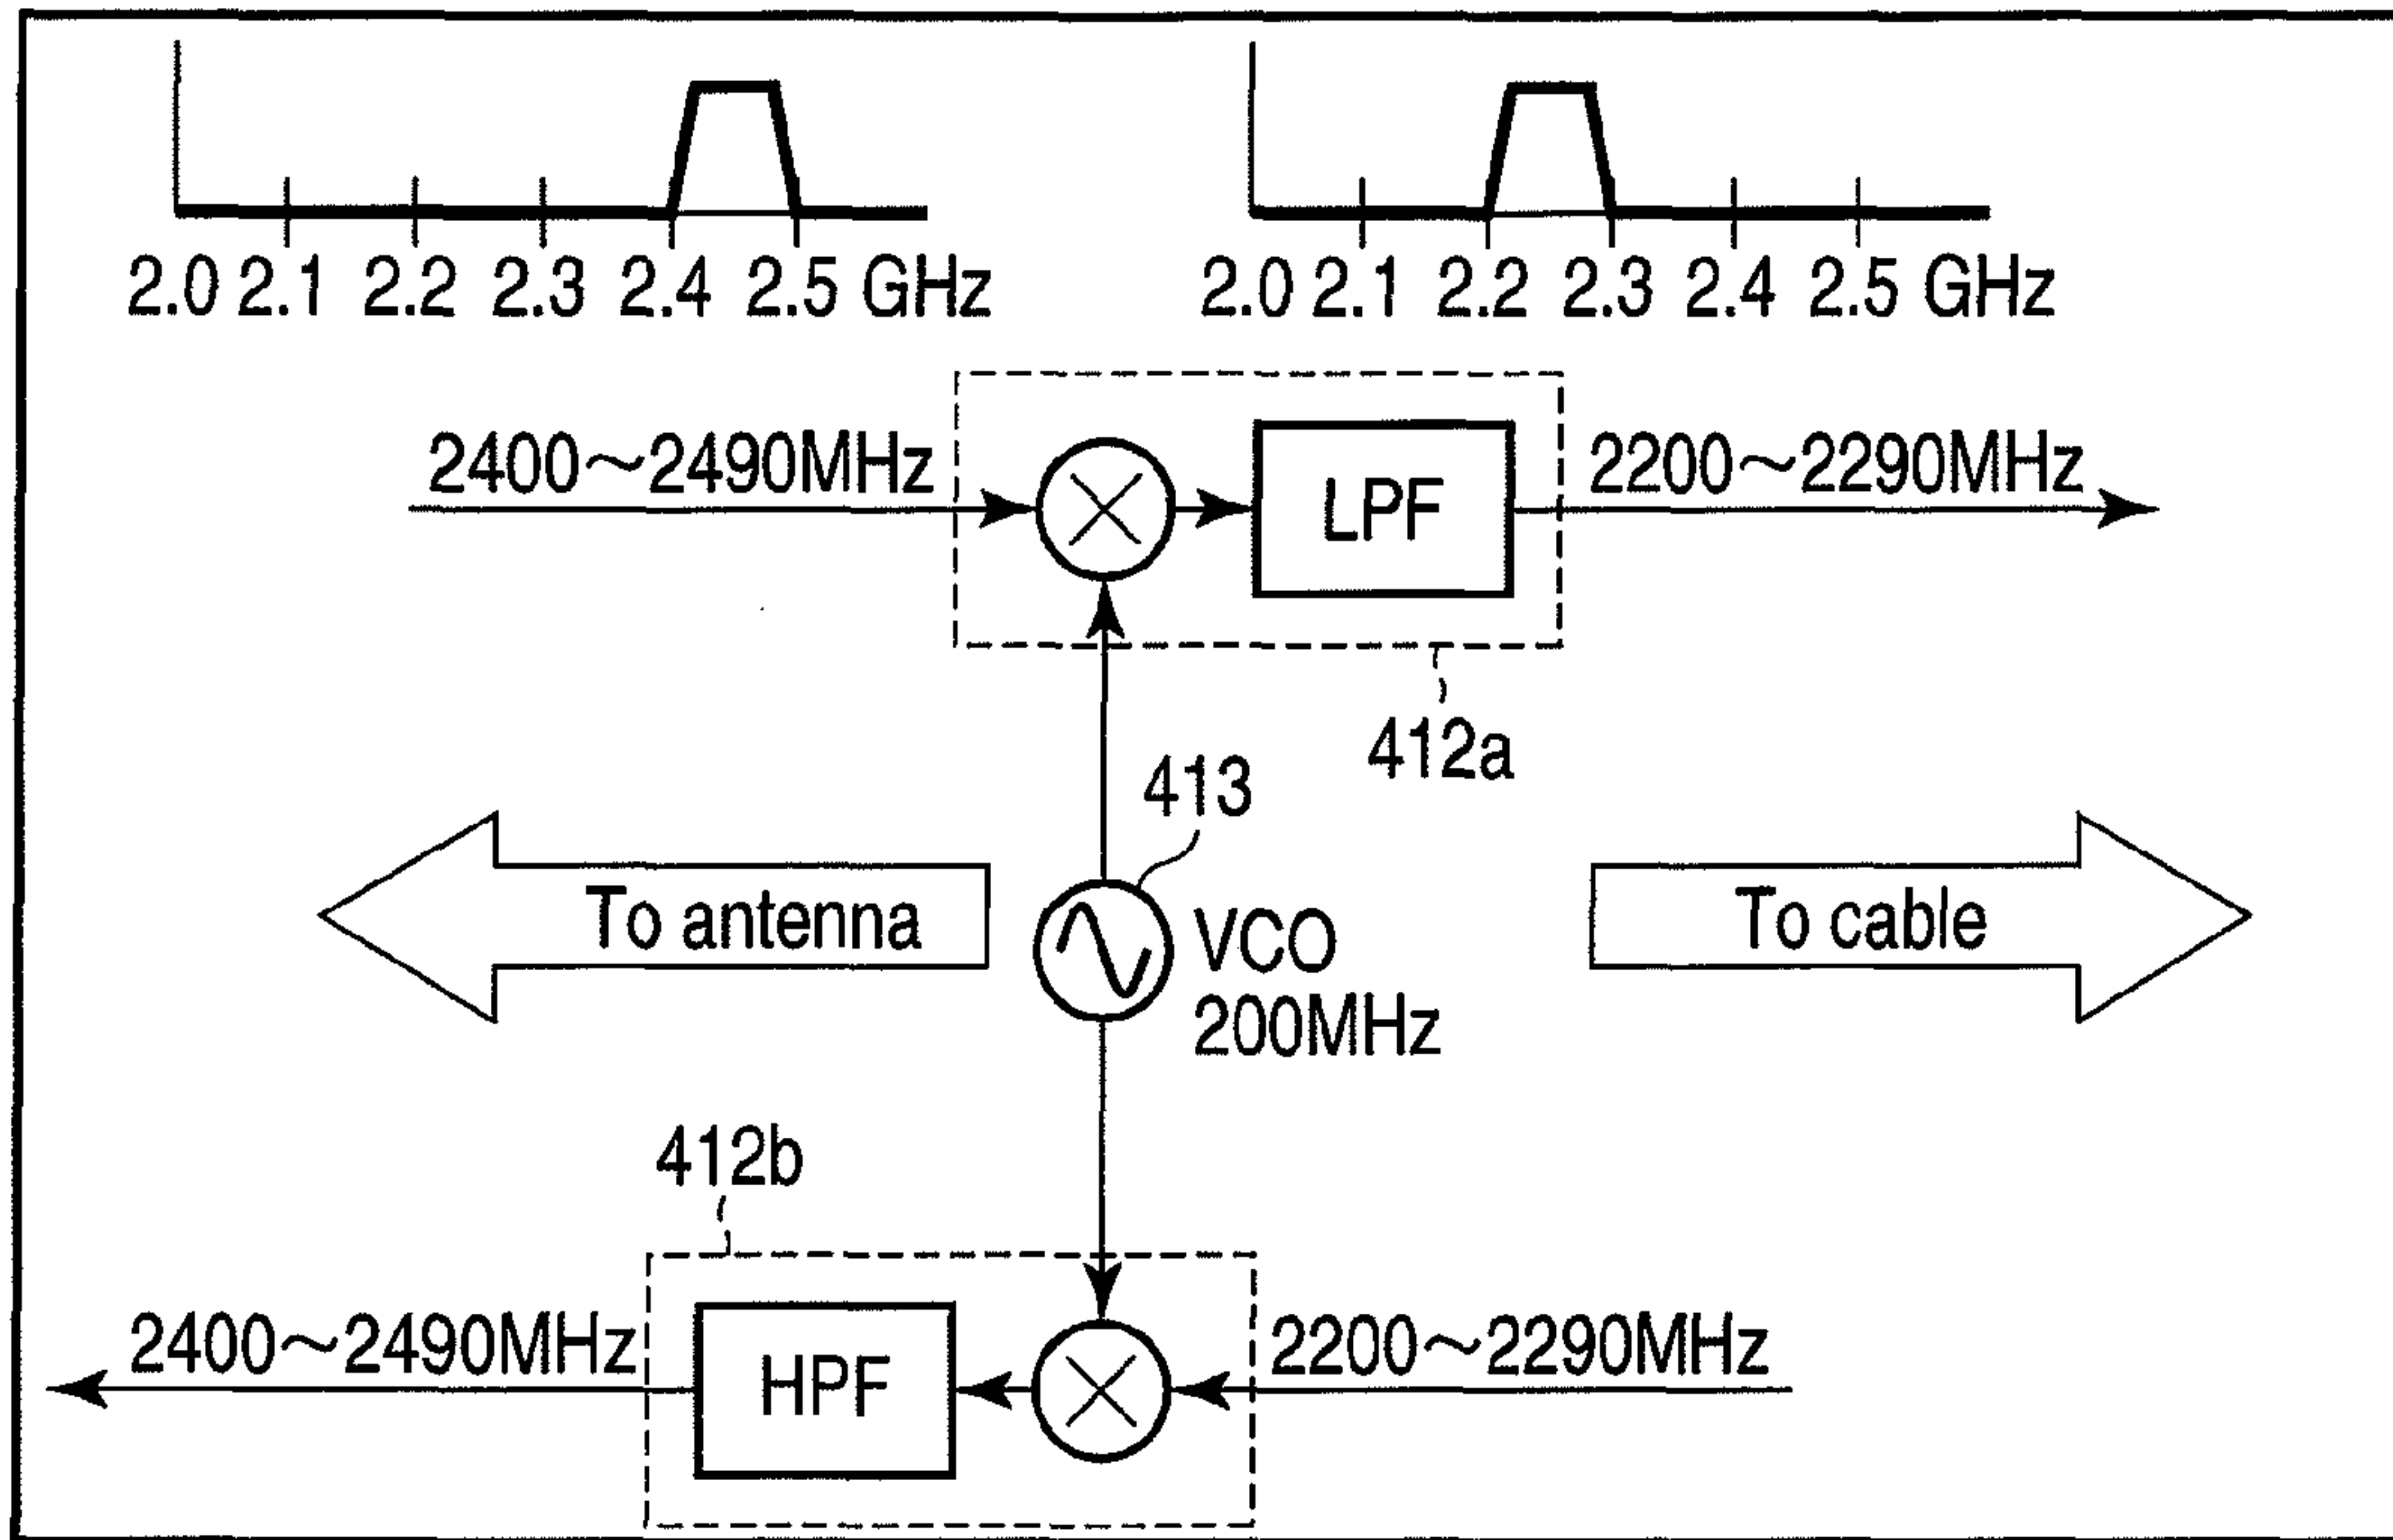 2.0 2.1 2.2 2.3 2.4 2.5 GHz
2.0 2.1 2.2 2.3 2.4 2.5 GHz
2400~2490MHz
LPF
2200~2290MHz
412a
413
To antenna
VCO
200MHz
To cable
412b
2400~2490MHz
HPF
2200~2290MHz